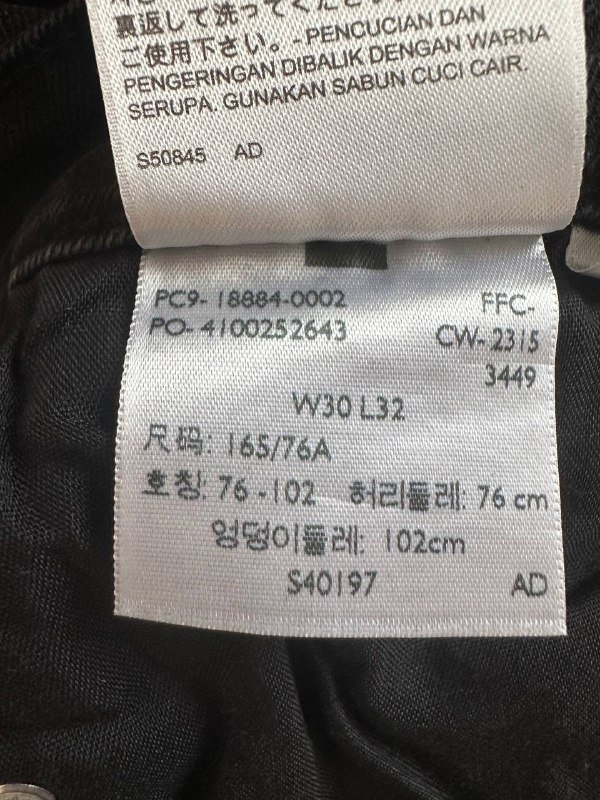 裏返して洗ってください
ご使用下さい。-PENCUCIAN DAN
PENGERINGAN DIBALIK DENGAN WARNA
SERUPA. GUNAKAN SABUN CUCI CAIR.
S50845 AD
PC9- 18884-0002 FFC-
PO- 4100252643 CW- 2315
3449
W30 L32
尺码: 165/76A
호칭: 76 -102 허리둘레: 76 cm
엉덩이둘레: 102cm
S40197 AD